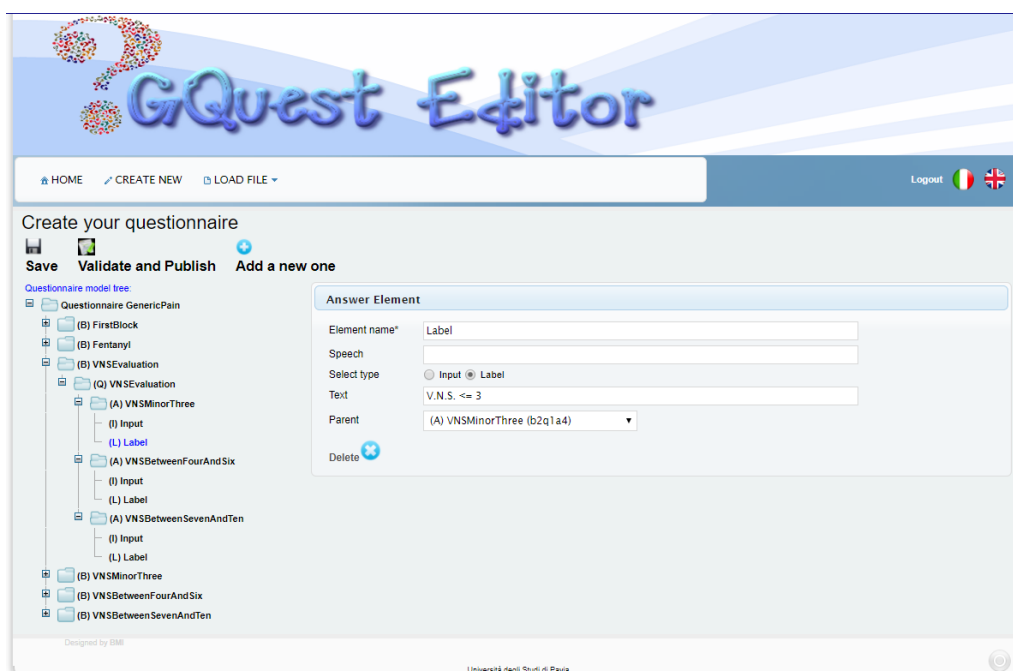 GQuest Editor
HOME CREATE NEW LOAD FILE
Logout
Create your questionnaire
Save Validate and Publish Add a new one
Questionnaire model tree:
Questionnaire GenericPain
(B) FirstBlock
(B) Fentanyl
(B) VNSEvaluation
(Q) VNSEvaluation
(A) VNSMinorThree
(I) Input
(L) Label
(A) VNSBetweenFourAndSix
(I) Input
(L) Label
(A) VNSBetweenSevenAndTen
(I) Input
(L) Label
(B) VNSMinorThree
(B) VNSBetweenFourAndSix
(B) VNSBetweenSevenAndTen
Answer Element
Element name* Label
Speech
Select type Input Label
Text V.N.S. <= 3
Parent (A) VNSMinorThree (b2q1a4)
Delete
Designed by BMI
Università degli Studi di Pavia